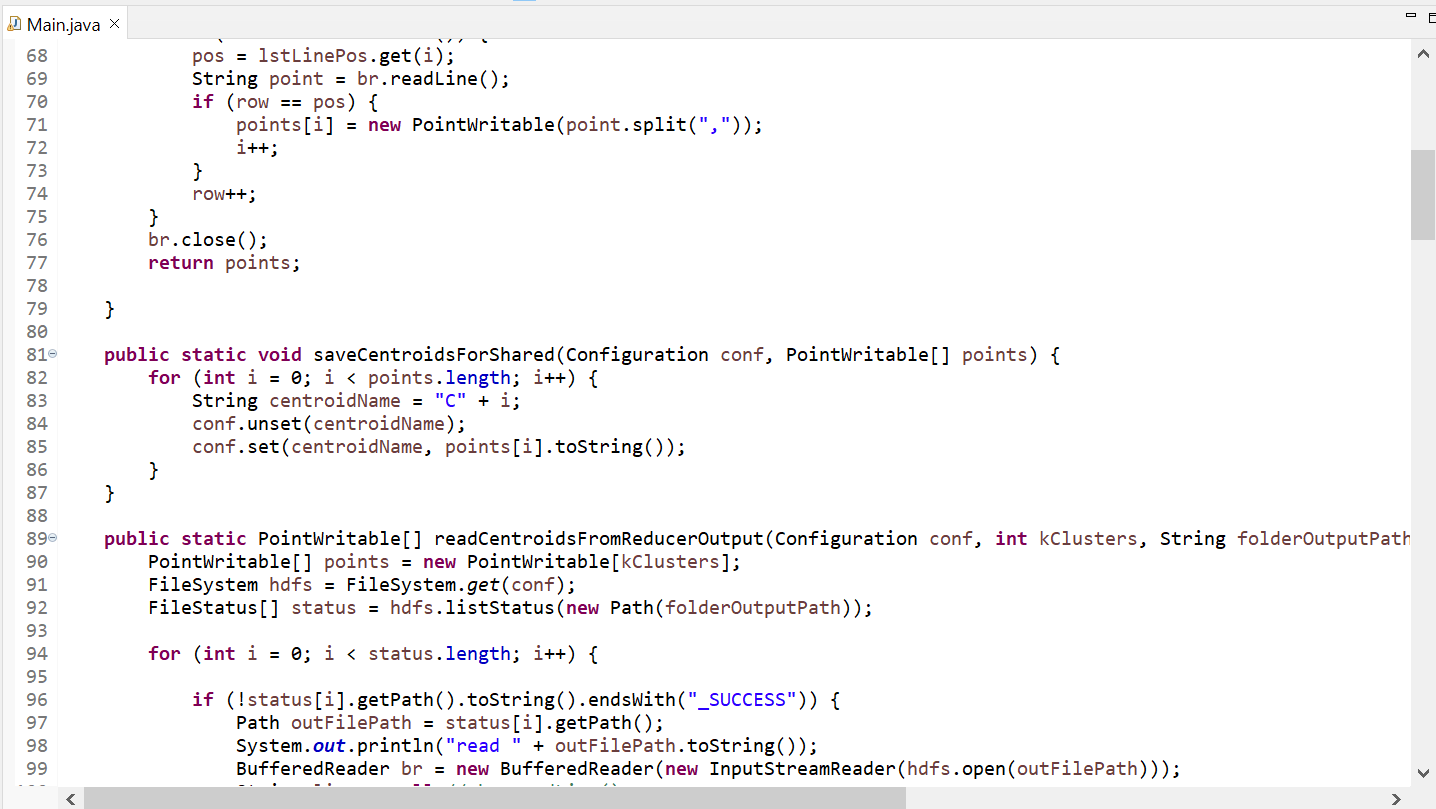 Main.java
68 pos = lstLinePos.get(i);
69 String point = br.readLine();
70 if (row == pos) {
71 points[i] = new PointWritable(point.split(","));
72 i++;
73 }
74 row++;
75 }
76 br.close();
77 return points;
78
79 }
80
81 public static void saveCentroidsForShared(Configuration conf, PointWritable[] points) {
82 for (int i = 0; i < points.length; i++) {
83 String centroidName = "C" + i;
84 conf.unset(centroidName);
85 conf.set(centroidName, points[i].toString());
86 }
87 }
88
89 public static PointWritable[] readCentroidsFromReducerOutput(Configuration conf, int kClusters, String folderOutputPath
90 PointWritable[] points = new PointWritable[kClusters];
91 FileSystem hdfs = FileSystem.get(conf);
92 FileStatus[] status = hdfs.listStatus(new Path(folderOutputPath));
93
94 for (int i = 0; i < status.length; i++) {
95
96 if (!status[i].getPath().toString().endsWith("_SUCCESS")) {
97 Path outFilePath = status[i].getPath();
98 System.out.println("read " + outFilePath.toString());
99 BufferedReader br = new BufferedReader(new InputStreamReader(hdfs.open(outFilePath)));